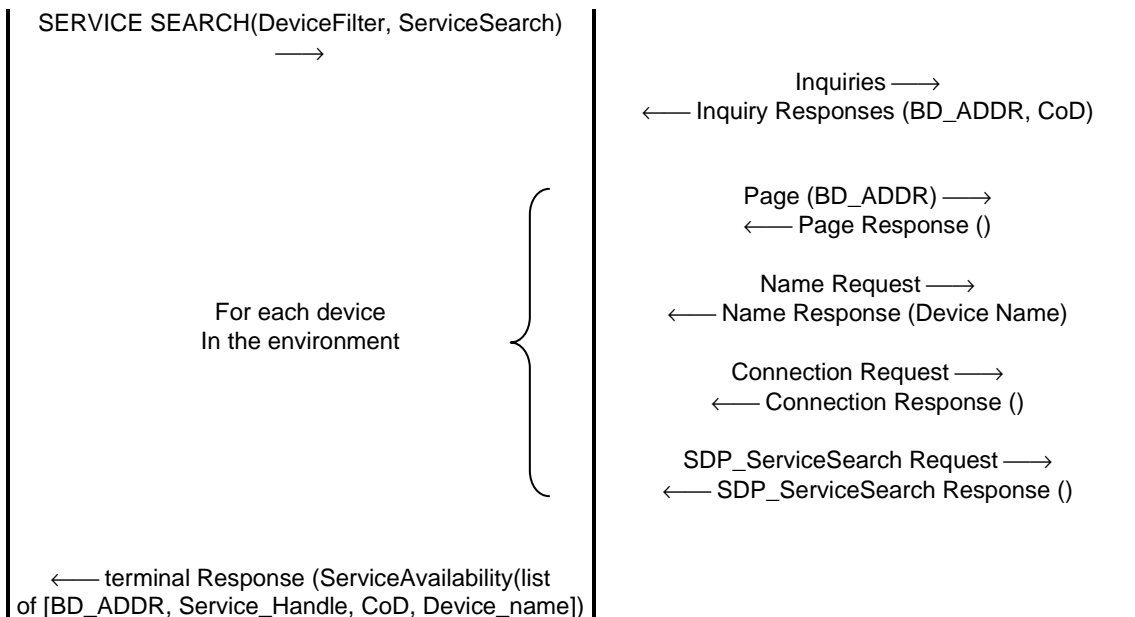 SERVICE SEARCH(DeviceFilter, ServiceSearch)
⟶
Inquiries ⟶
⟵ Inquiry Responses (BD_ADDR, CoD)
Page (BD_ADDR) ⟶
⟵ Page Response ()
Name Request ⟶
⟵ Name Response (Device Name)
For each device
In the environment
Connection Request ⟶
⟵ Connection Response ()
SDP_ServiceSearch Request ⟶
⟵ SDP_ServiceSearch Response ()
⟵ terminal Response (ServiceAvailability(list
of [BD_ADDR, Service_Handle, CoD, Device_name])